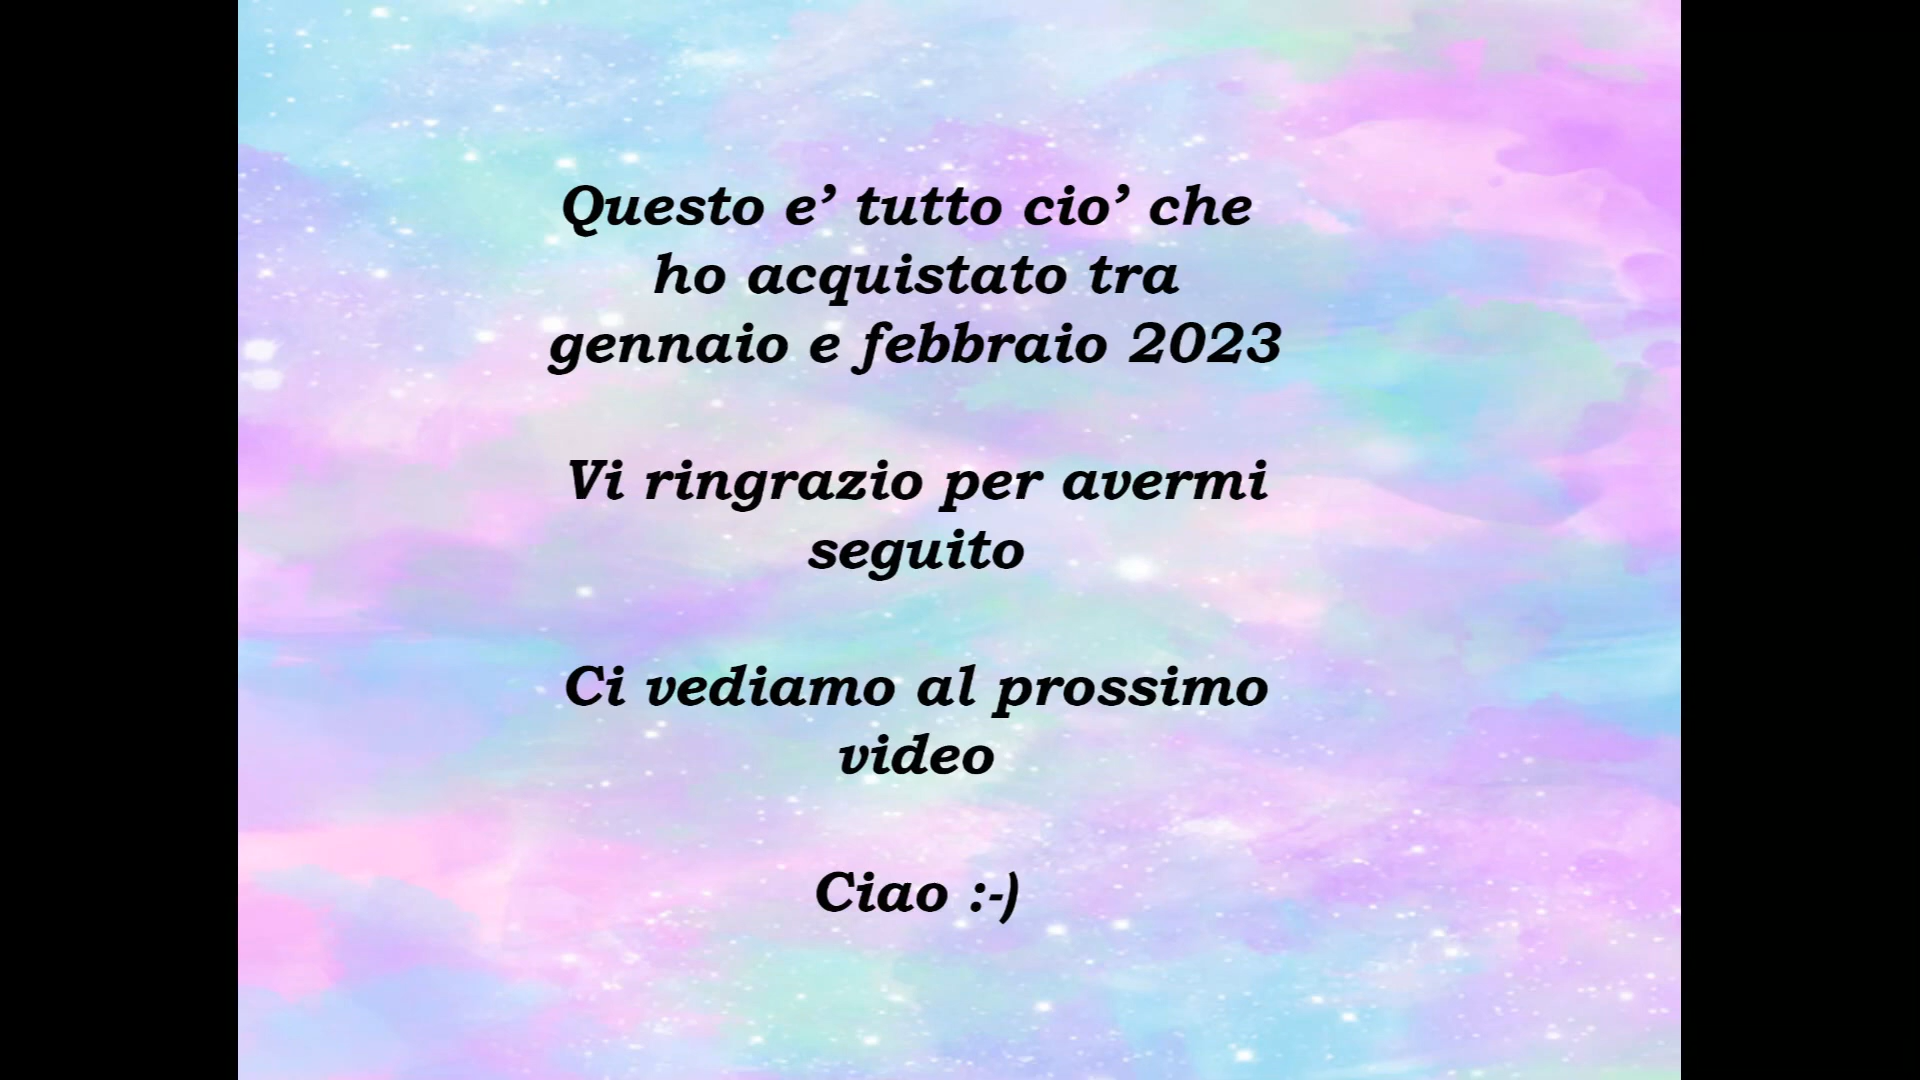 Questo e’ tutto cio’ che
ho acquistato tra
gennaio e febbraio 2023
Vi ringrazio per avermi
seguito
Ci vediamo al prossimo
video
Ciao :-)